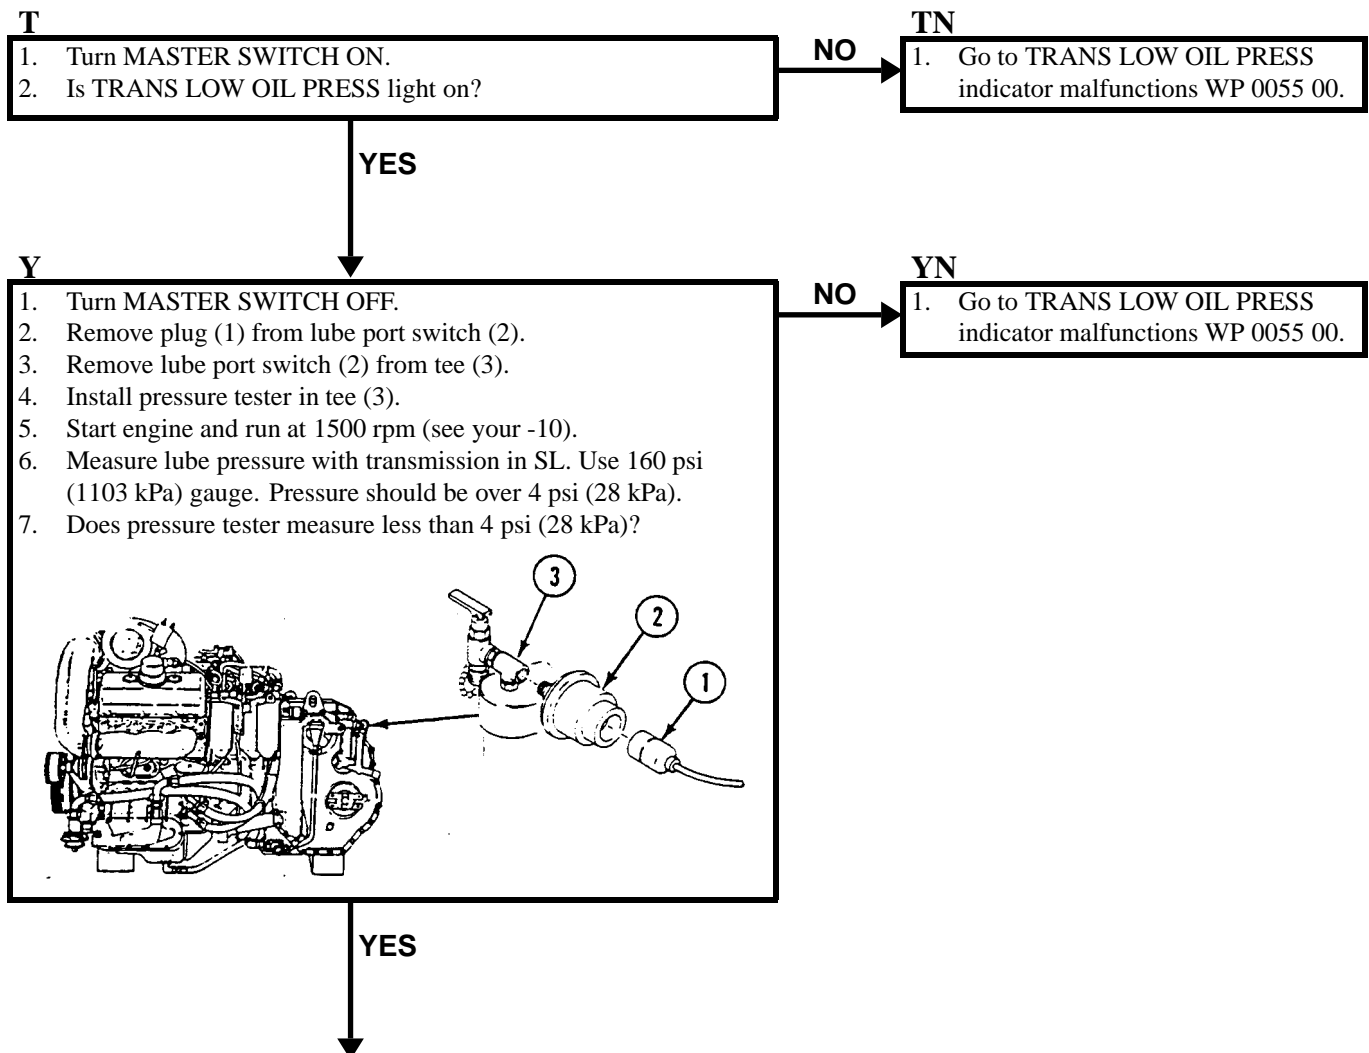 T
1. Turn MASTER SWITCH ON.
2. Is TRANS LOW OIL PRESS light on?
NO
TN
1. Go to TRANS LOW OIL PRESS
indicator malfunctions WP 0055 00.
YES
Y
1. Turn MASTER SWITCH OFF.
2. Remove plug (1) from lube port switch (2).
3. Remove lube port switch (2) from tee (3).
4. Install pressure tester in tee (3).
5. Start engine and run at 1500 rpm (see your -10).
6. Measure lube pressure with transmission in SL. Use 160 psi
(1103 kPa) gauge. Pressure should be over 4 psi (28 kPa).
7. Does pressure tester measure less than 4 psi (28 kPa)?
NO
YN
1. Go to TRANS LOW OIL PRESS
indicator malfunctions WP 0055 00.
3
2
1
YES